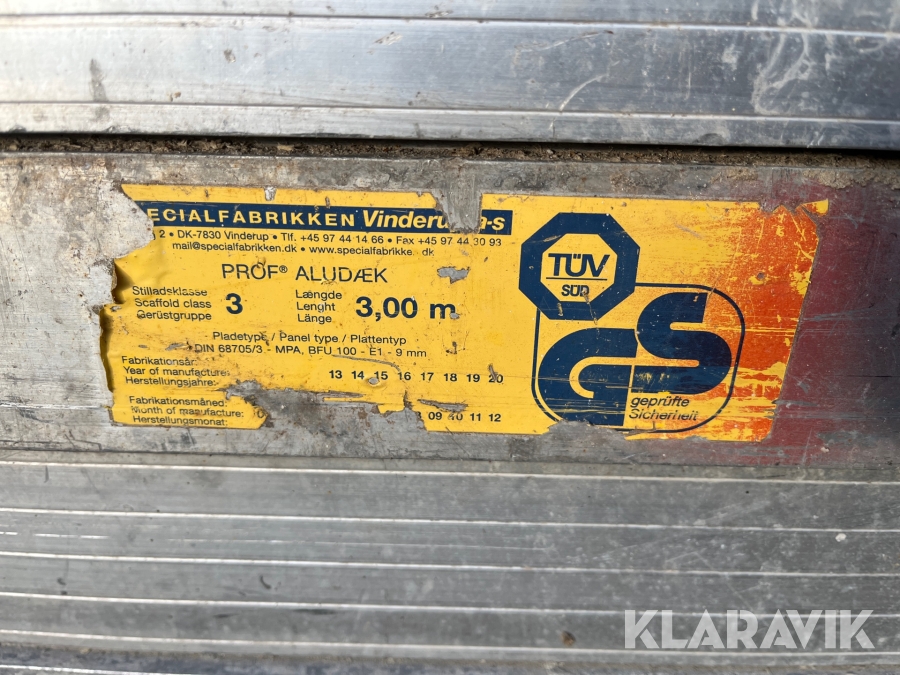 ECIALFABRIKKEN Vinderup a-s
2 • DK-7830 Vinderup • Tlf. +45 97 44 14 66 • Fax +45 97 44 30 93
mail@specialfabrikken.dk • www.specialfabrikke dk
PROF® ALUDÆK
Stilladsklasse
Scaffold class 3
Gerüstgruppe
Længde
Lenght 3,00 m
Länge
Pladetype / Panel type / Plattentyp
DIN 68705/3 - MPA, BFU 100 - E1 - 9 mm
Fabrikationsår:
Year of manufacture: 13 14 15 16 17 18 19 20
Herstellungsjahre:
Fabrikationsmåned:
Month of manufacture: 09 10 11 12
Herstellungsmonat:
TÜV
SÜD
GS
geprüfte
Sicherheit
KLARAVIK